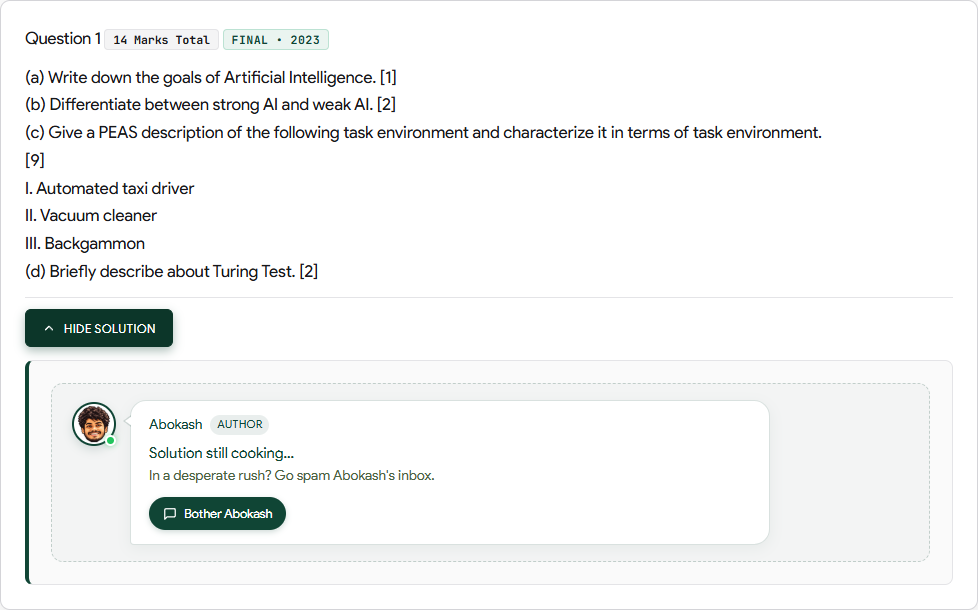 Question 1 14 Marks Total FINAL • 2023
(a) Write down the goals of Artificial Intelligence. [1]
(b) Differentiate between strong AI and weak AI. [2]
(c) Give a PEAS description of the following task environment and characterize it in terms of task environment.
[9]
I. Automated taxi driver
II. Vacuum cleaner
III. Backgammon
(d) Briefly describe about Turing Test. [2]
HIDE SOLUTION
Abokash AUTHOR
Solution still cooking...
In a desperate rush? Go spam Abokash's inbox.
Bother Abokash